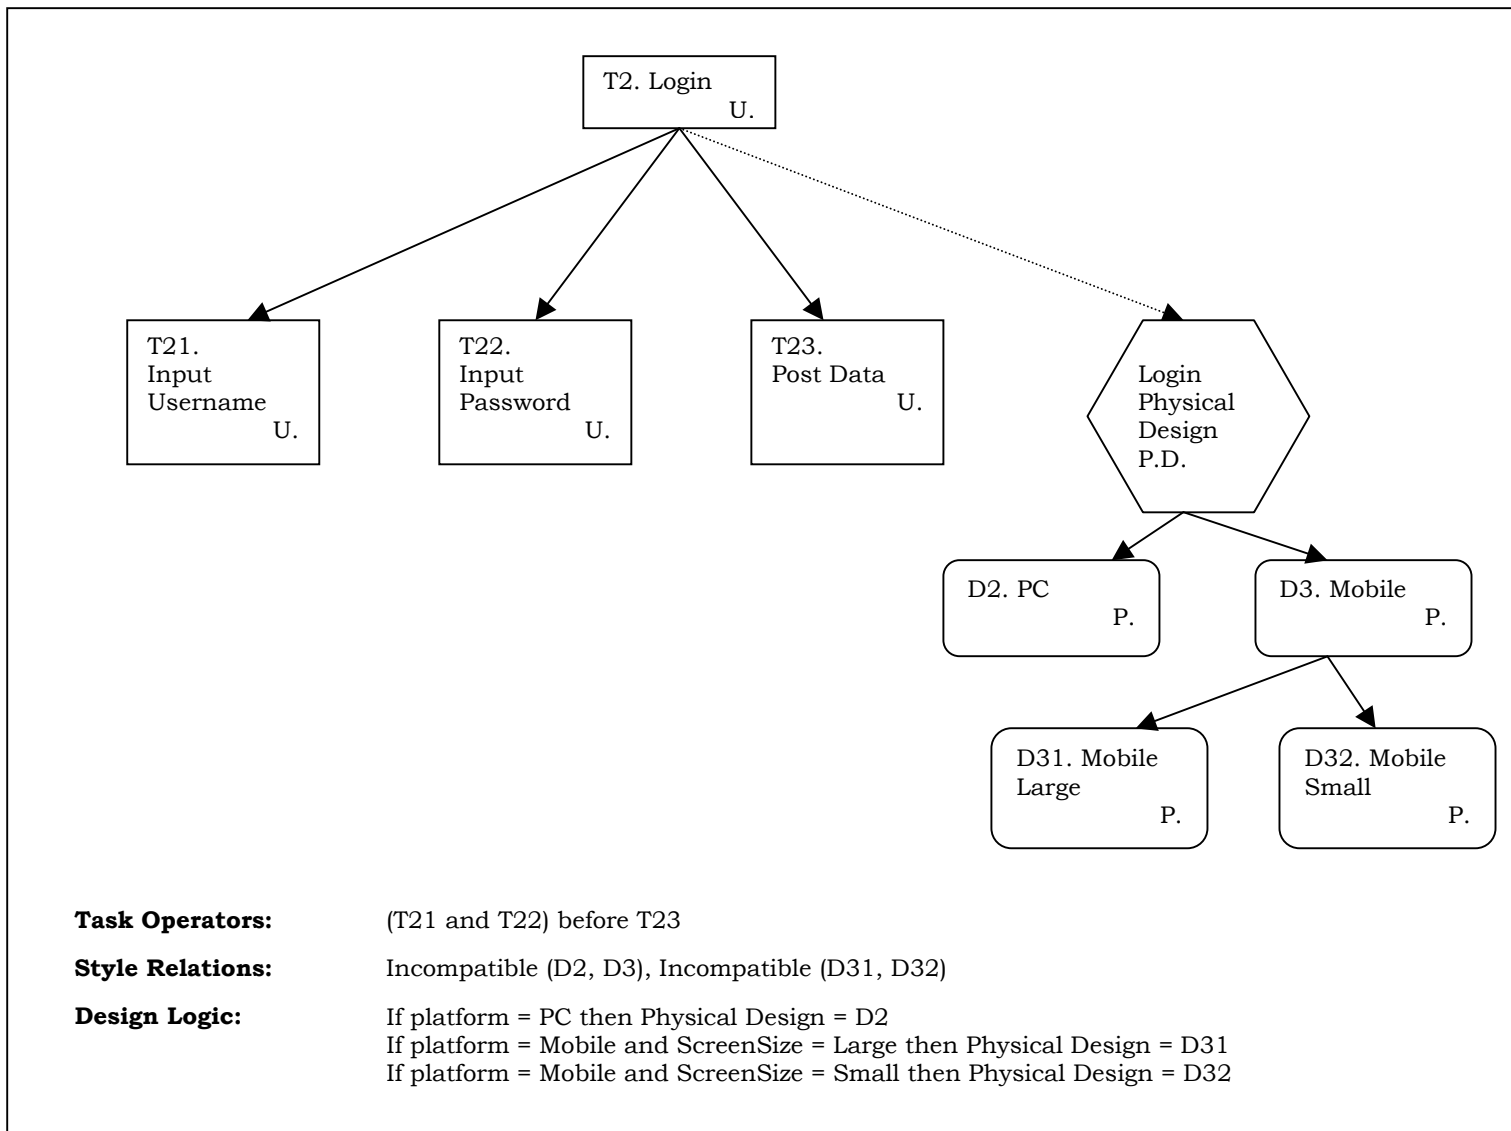 T2. Login
U.
T21.
Input
Username
U.
T22.
Input
Password
U.
T23.
Post Data
U.
Login
Physical
Design
P.D.
D2. PC
P.
D3. Mobile
P.
D31. Mobile
Large
P.
D32. Mobile
Small
P.
Task Operators: (T21 and T22) before T23
Style Relations: Incompatible (D2, D3), Incompatible (D31, D32)
Design Logic: If platform = PC then Physical Design = D2
If platform = Mobile and ScreenSize = Large then Physical Design = D31
If platform = Mobile and ScreenSize = Small then Physical Design = D32